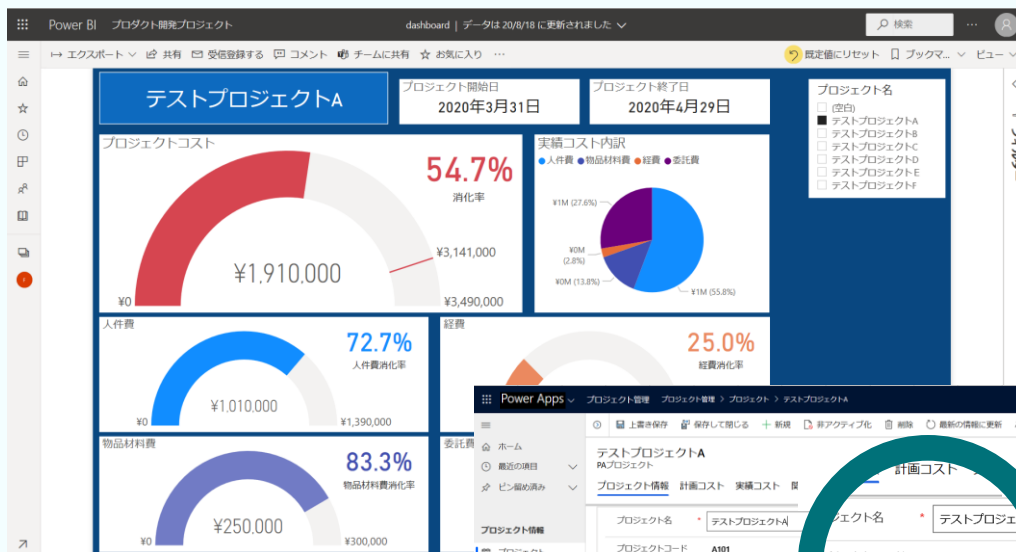 Power BI プロダクト開発プロジェクト dashboard | データは 20/8/18 に更新されました 検索
エクスポート 共有 受信登録する コメント チームに共有 お気に入り 既定値にリセット ブックマ... ビュー
テストプロジェクトA
プロジェクト開始日
2020年3月31日
プロジェクト終了日
2020年4月29日
プロジェクト名
(空白)
テストプロジェクトA
テストプロジェクトB
テストプロジェクトC
テストプロジェクトD
テストプロジェクトE
テストプロジェクトF
プロジェクトコスト
54.7%
消化率
¥3,141,000
¥1,910,000
¥0
¥3,490,000
実績コスト内訳
人件費 物品材料費 経費 委託費
¥1M (27.6%)
¥0M
(2.8%)
¥0M (13.8%)
¥1M (55.8%)
人件費
72.7%
人件費消化率
¥1,010,000
¥0
¥1,390,000
経費
25.0%
経費消化率
物品材料費
83.3%
物品材料費消化率
¥250,000
¥0
¥300,000
委託費
Power Apps プロジェクト管理 プロジェクト管理 > プロジェクト > テストプロジェクトA
上書き保存 保存して閉じる 新規 非アクティブ化 削除 最新の情報に更新
ホーム
最近の項目
ピン留め済み
プロジェクト情報
プロジェクト
テストプロジェクトA
PAプロジェクト
プロジェクト情報 計画コスト 実績コスト
プロジェクト名 * テストプロジェクトA
プロジェクトコード A101
計画コスト
ジェクト名 * テストプロジェ